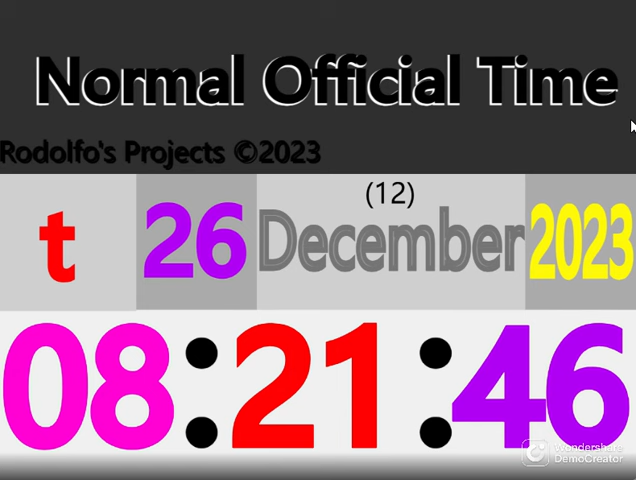 Normal Official Time
Rodolfo's Projects ©2023
(12)
t 26 December 2023
08:21:46
Wondershare
DemoCreator